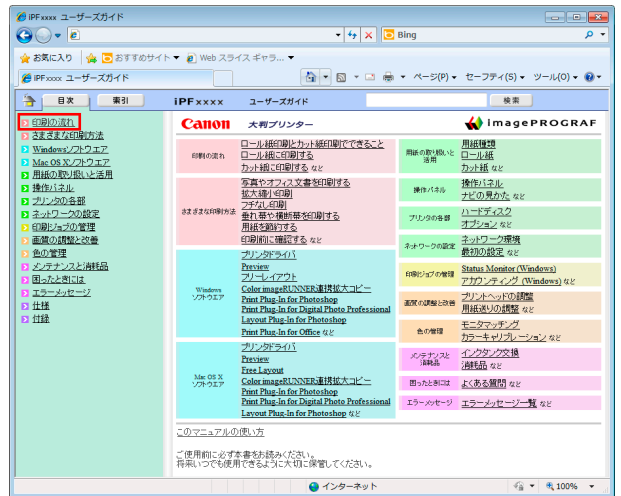 iPFxxxx ユーザーズガイド
Bing
お気に入り おすすめサイト Web スライス ギャラ...
iPFxxxx ユーザーズガイド ページ(P) セーフティ(S) ツール(O)
目次 索引 iPFxxxx ユーザーズガイド 検索
印刷の流れ
さまざまな印刷方法
Windowsソフトウエア
Mac OS Xソフトウエア
用紙の取り扱いと活用
操作パネル
プリンタの各部
ネットワークの設定
印刷ジョブの管理
画質の調整と改善
色の管理
メンテナンスと消耗品
困ったときには
エラーメッセージ
仕様
付録
Canon 大判プリンター imagePROGRAF
印刷の流れ
ロール紙印刷とカット紙印刷でできること
ロール紙に印刷する
カット紙に印刷する など
さまざまな印刷方法
写真やオフィス文書を印刷する
拡大縮小印刷
フチなし印刷
垂れ幕や横断幕を印刷する
用紙を節約する
印刷前に確認する など
Windows
ソフトウエア
プリンタドライバ
Preview
フリーレイアウト
Color imageRUNNER連携拡大コピー
Print Plug-In for Photoshop
Print Plug-In for Digital Photo Professional
Layout Plug-In for Photoshop
Print Plug-In for Office など
Mac OS X
ソフトウエア
プリンタドライバ
Preview
Free Layout
Color imageRUNNER連携拡大コピー
Print Plug-In for Photoshop
Print Plug-In for Digital Photo Professional
Layout Plug-In for Photoshop など
用紙の取り扱いと
活用
用紙種類
ロール紙
カット紙 など
操作パネル
操作パネル
ナビの見かた など
プリンタの各部
ハードディスク
オプション など
ネットワークの設定
ネットワーク環境
最初の設定 など
印刷ジョブの管理
Status Monitor (Windows)
アカウンティング (Windows) など
画質の調整と改善
プリントヘッドの調整
用紙送りの調整 など
色の管理
モニタマッチング
カラーキャリブレーション など
メンテナンスと
消耗品
インクタンク交換
消耗品 など
困ったときには
よくある質問 など
エラーメッセージ
エラーメッセージ一覧 など
このマニュアルの使い方
ご使用前に必ず本書をお読みください。
将来いつでも使用できるように大切に保管してください。
インターネット 100%